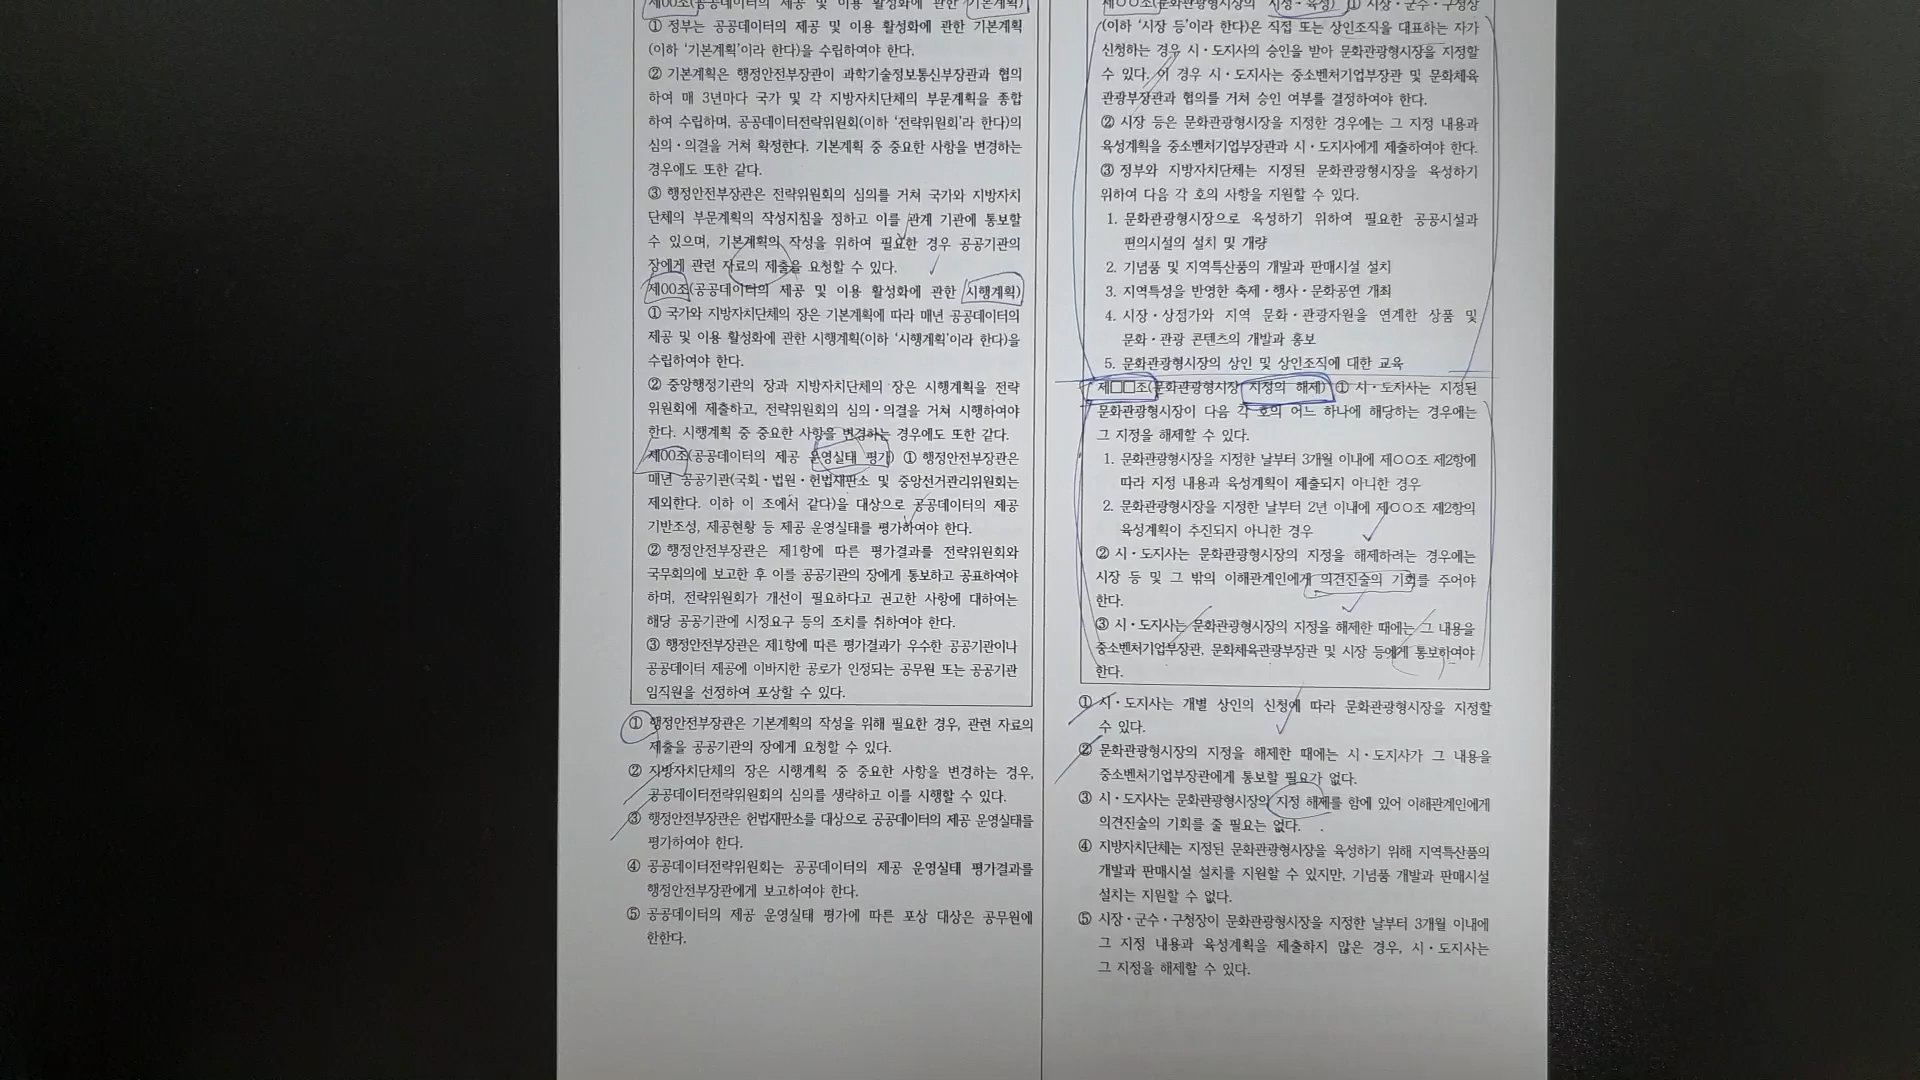 제00조(공공데이터의 제공 및 이용 활성화에 관한 기본계획)
① 정부는 공공데이터의 제공 및 이용 활성화에 관한 기본계획
(이하 ‘기본계획’이라 한다)을 수립하여야 한다.
② 기본계획은 행정안전부장관이 과학기술정보통신부장관과 협의
하여 매 3년마다 국가 및 각 지방자치단체의 부문계획을 종합
하여 수립하며, 공공데이터전략위원회(이하 ‘전략위원회’라 한다)의
심의·의결을 거쳐 확정한다. 기본계획 중 중요한 사항을 변경하는
경우에도 또한 같다.
③ 행정안전부장관은 전략위원회의 심의를 거쳐 국가와 지방자치
단체의 부문계획의 작성지침을 정하고 이를 관계 기관에 통보할
수 있으며, 기본계획의 작성을 위하여 필요한 경우 공공기관의
장에게 관련 자료의 제출을 요청할 수 있다.
제00조(공공데이터의 제공 및 이용 활성화에 관한 시행계획)
① 국가와 지방자치단체의 장은 기본계획에 따라 매년 공공데이터의
제공 및 이용 활성화에 관한 시행계획(이하 ‘시행계획’이라 한다)을
수립하여야 한다.
② 중앙행정기관의 장과 지방자치단체의 장은 시행계획을 전략
위원회에 제출하고, 전략위원회의 심의·의결을 거쳐 시행하여야
한다. 시행계획 중 중요한 사항을 변경하는 경우에도 또한 같다.
제00조(공공데이터의 제공 운영실태 평가) ① 행정안전부장관은
매년 공공기관(국회·법원·헌법재판소 및 중앙선거관리위원회는
제외한다. 이하 이 조에서 같다)을 대상으로 공공데이터의 제공
기반조성, 제공현황 등 제공 운영실태를 평가하여야 한다.
② 행정안전부장관은 제1항에 따른 평가결과를 전략위원회와
국무회의에 보고한 후 이를 공공기관의 장에게 통보하고 공표하여야
하며, 전략위원회가 개선이 필요하다고 권고한 사항에 대하여는
해당 공공기관에 시정요구 등의 조치를 취하여야 한다.
③ 행정안전부장관은 제1항에 따른 평가결과가 우수한 공공기관이나
공공데이터 제공에 이바지한 공로가 인정되는 공무원 또는 공공기관
임직원을 선정하여 포상할 수 있다.
① 행정안전부장관은 기본계획의 작성을 위해 필요한 경우, 관련 자료의
제출을 공공기관의 장에게 요청할 수 있다.
② 지방자치단체의 장은 시행계획 중 중요한 사항을 변경하는 경우,
공공데이터전략위원회의 심의를 생략하고 이를 시행할 수 있다.
③ 행정안전부장관은 헌법재판소를 대상으로 공공데이터의 제공 운영실태를
평가하여야 한다.
④ 공공데이터전략위원회는 공공데이터의 제공 운영실태 평가결과를
행정안전부장관에게 보고하여야 한다.
⑤ 공공데이터의 제공 운영실태 평가에 따른 포상 대상은 공무원에
한한다.
제○○조(문화관광형시장의 지정·육성) ① 시장·군수·구청장
(이하 ‘시장 등’이라 한다)은 직접 또는 상인조직을 대표하는 자가
신청하는 경우 시·도지사의 승인을 받아 문화관광형시장을 지정할
수 있다. 이 경우 시·도지사는 중소벤처기업부장관 및 문화체육
관광부장관과 협의를 거쳐 승인 여부를 결정하여야 한다.
② 시장 등은 문화관광형시장을 지정한 경우에는 그 지정 내용과
육성계획을 중소벤처기업부장관과 시·도지사에게 제출하여야 한다.
③ 정부와 지방자치단체는 지정된 문화관광형시장을 육성하기
위하여 다음 각 호의 사항을 지원할 수 있다.
1. 문화관광형시장으로 육성하기 위하여 필요한 공공시설과
편의시설의 설치 및 개량
2. 기념품 및 지역특산품의 개발과 판매시설 설치
3. 지역특성을 반영한 축제·행사·문화공연 개최
4. 시장·상점가와 지역 문화·관광자원을 연계한 상품 및
문화·관광 콘텐츠의 개발과 홍보
5. 문화관광형시장의 상인 및 상인조직에 대한 교육
제□□조(문화관광형시장 지정의 해제) ① 시·도지사는 지정된
문화관광형시장이 다음 각 호의 어느 하나에 해당하는 경우에는
그 지정을 해제할 수 있다.
1. 문화관광형시장을 지정한 날부터 3개월 이내에 제○○조 제2항에
따라 지정 내용과 육성계획이 제출되지 아니한 경우
2. 문화관광형시장을 지정한 날부터 2년 이내에 제○○조 제2항의
육성계획이 추진되지 아니한 경우
② 시·도지사는 문화관광형시장의 지정을 해제하려는 경우에는
시장 등 및 그 밖의 이해관계인에게 의견진술의 기회를 주어야
한다.
③ 시·도지사는 문화관광형시장의 지정을 해제한 때에는 그 내용을
중소벤처기업부장관, 문화체육관광부장관 및 시장 등에게 통보하여야
한다.
① 시·도지사는 개별 상인의 신청에 따라 문화관광형시장을 지정할
수 있다.
② 문화관광형시장의 지정을 해제한 때에는 시·도지사가 그 내용을
중소벤처기업부장관에게 통보할 필요가 없다.
③ 시·도지사는 문화관광형시장의 지정 해제를 함에 있어 이해관계인에게
의견진술의 기회를 줄 필요는 없다.
④ 지방자치단체는 지정된 문화관광형시장을 육성하기 위해 지역특산품의
개발과 판매시설 설치를 지원할 수 있지만, 기념품 개발과 판매시설
설치는 지원할 수 없다.
⑤ 시장·군수·구청장이 문화관광형시장을 지정한 날부터 3개월 이내에
그 지정 내용과 육성계획을 제출하지 않은 경우, 시·도지사는
그 지정을 해제할 수 있다.